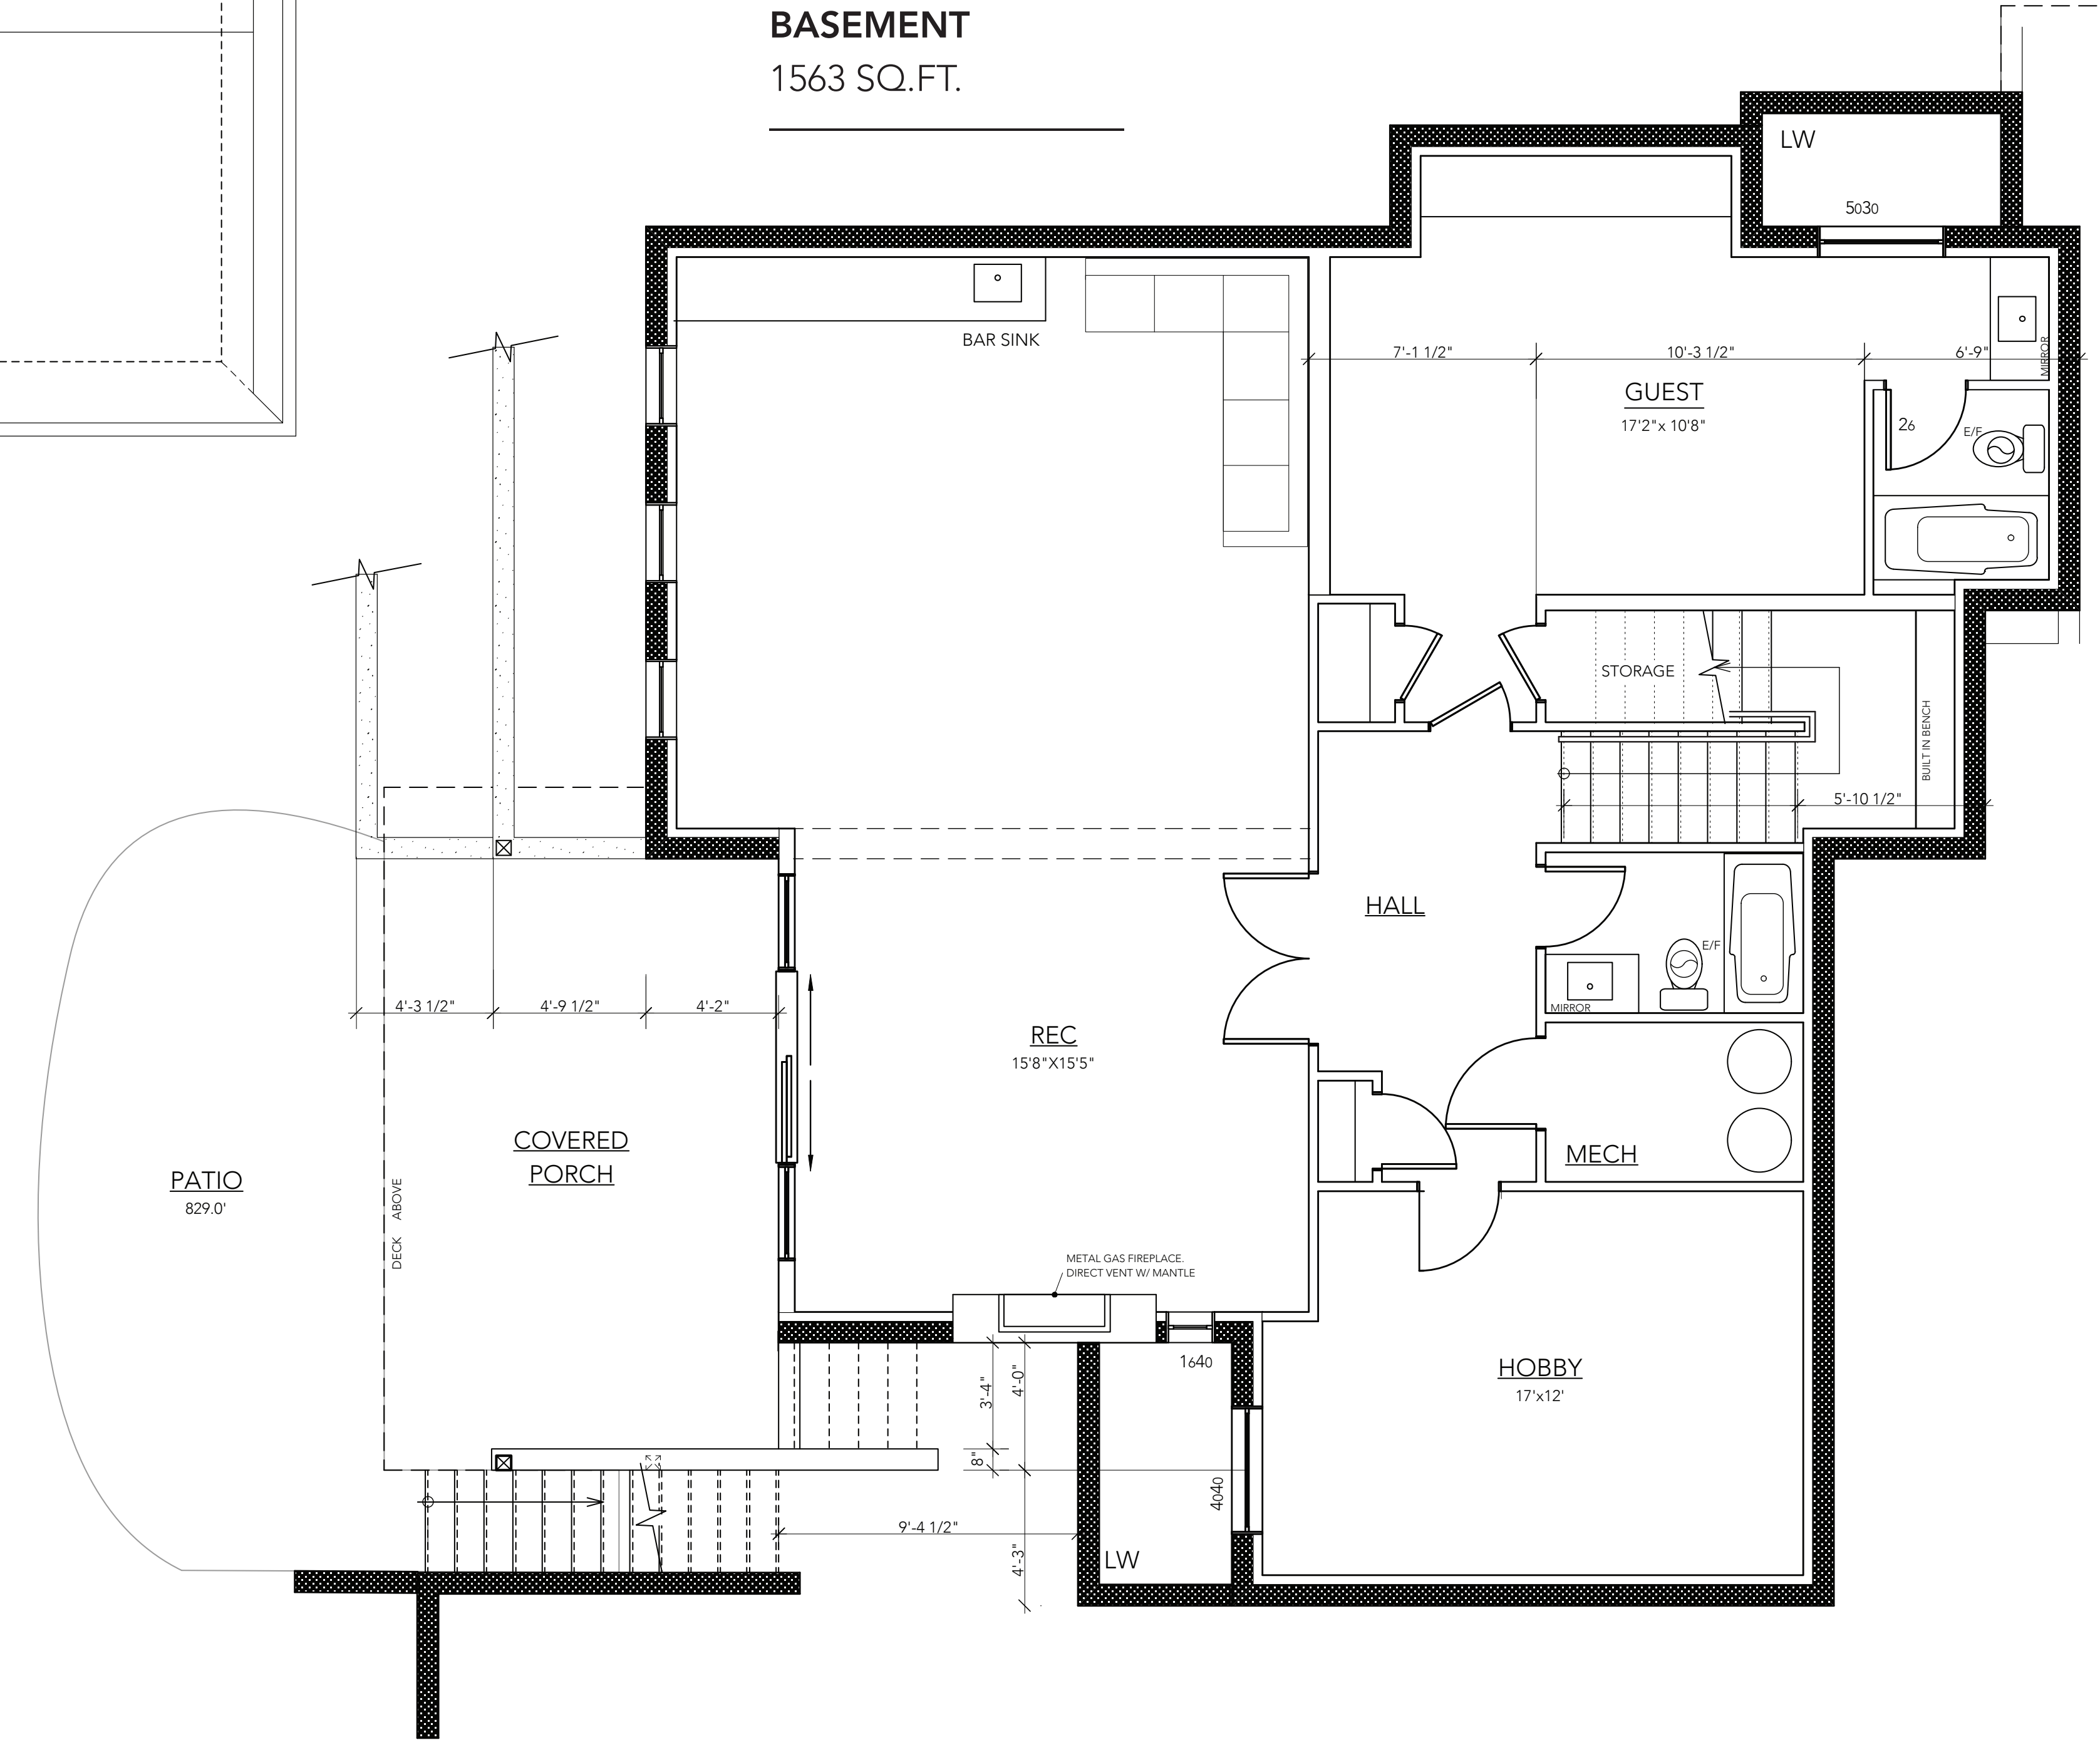 BASEMENT
1563 SQ.FT.
LW
5030
BAR SINK
7'-1 1/2"
10'-3 1/2"
6'-9"
MIRROR
GUEST
17'2"x 10'8"
26
E/F
STORAGE
BUILT IN BENCH
5'-10 1/2"
HALL
E/F
MIRROR
4'-3 1/2"
4'-9 1/2"
4'-2"
REC
15'8"X15'5"
COVERED
PORCH
MECH
PATIO
829.0'
DECK ABOVE
METAL GAS FIREPLACE.
DIRECT VENT W/ MANTLE
1640
3'-4"
4'-0"
HOBBY
17'x12'
8"
4040
9'-4 1/2"
4'-3"
LW